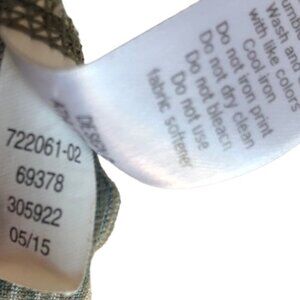 Wash and
with like colors
Cool iron
Do not iron print
Do not dry clean
Do not bleach
Do not use
fabric softener
722061-02
69378
305922
05/15